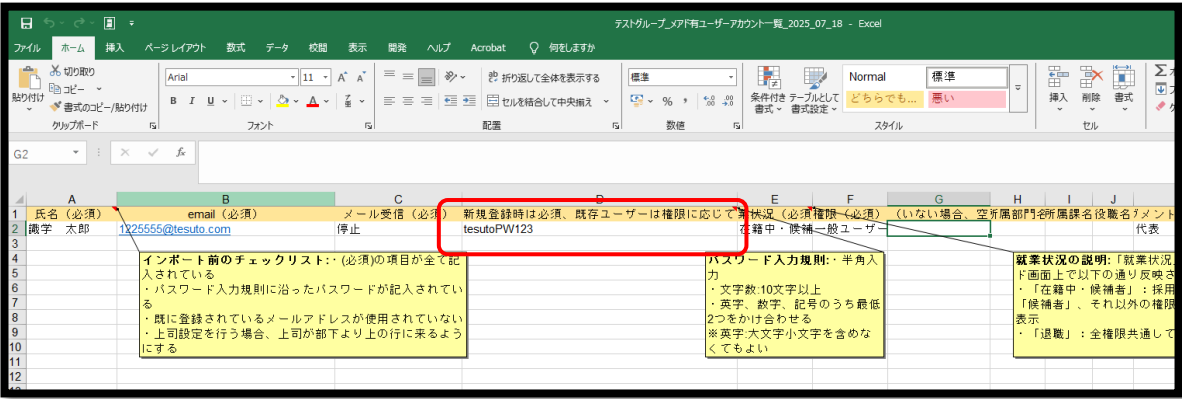 テストグループ_メアド有ユーザーアカウント一覧_2025_07_18 - Excel
ファイル ホーム 挿入 ページ レイアウト 数式 データ 校閲 表示 開発 ヘルプ Acrobat 何をしますか
切り取り
コピー
書式のコピー/貼り付け
貼り付け
クリップボード
Arial 11
B I U
フォント
折り返して全体を表示する
セルを結合して中央揃え
配置
標準
数値
条件付き書式
テーブルとして書式設定
Normal 標準
どちらでも... 悪い
スタイル
挿入 削除 書式
セル
G2
fx
A B C D E F G H I J
1 氏名（必須） email（必須） メール受信（必須） 新規登録時は必須、既存ユーザーは権限に応じて 業状況（必須 権限（必須） （いない場合、空 所属部門名 所属課名 役職名
2 識学 太郎 1225555@tesuto.com 停止 tesutoPW123 在籍中・候補 一般ユーザー 代表
3
4
5
6
7
8
9
10
11
12
インポート前のチェックリスト:・(必須)の項目が全て記
入されている
・パスワード入力規則に沿ったパスワードが記入されてい
る
・既に登録されているメールアドレスが使用されていない
・上司設定を行う場合、上司が部下より上の行に来るよう
にする
パスワード入力規則:・半角入
力
・文字数:10文字以上
・英字、数字、記号のうち最低
2つをかけ合わせる
※英字:大文字小文字を含めな
くてもよい
就業状況の説明:「就業状況
ド画面上で以下の通り反映さ
・「在籍中・候補者」：採用
「候補者」、それ以外の権限
表示
・「退職」：全権限共通して